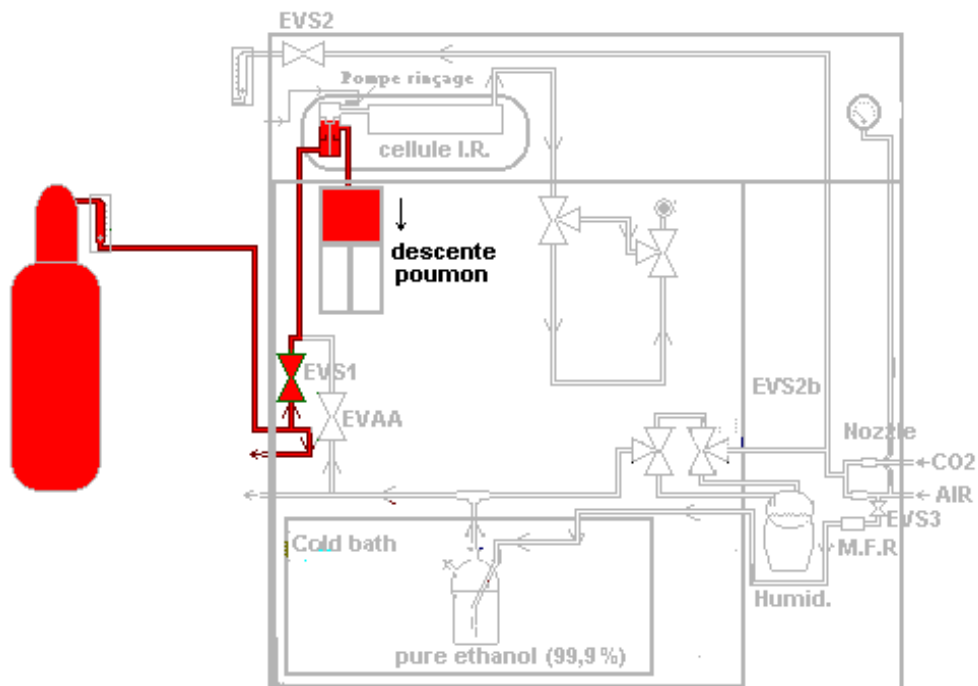 EVS2
Pompe rinçage
cellule I.R.
descente
poumon
EVS1
EVAA
EVS2b
Nozzle
CO2
AIR
EVS3
M.F.R
Cold bath
Humid.
pure ethanol (99,9%)